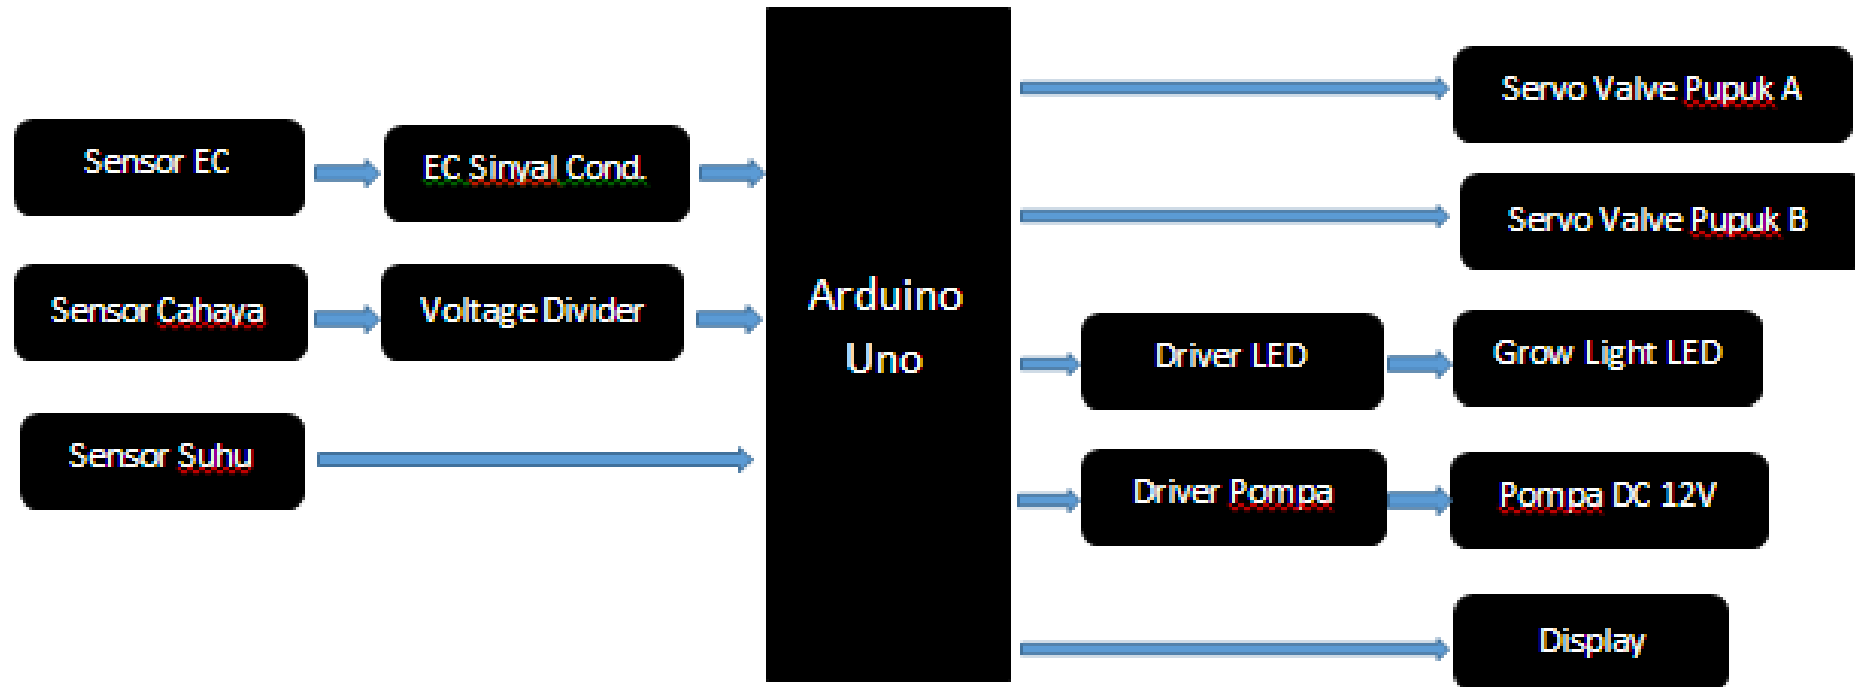 Sensor EC
EC Sinyal Cond.
Sensor Cahaya
Voltage Divider
Sensor Suhu
Arduino
Uno
Servo Valve Pupuk A
Servo Valve Pupuk B
Driver LED
Grow Light LED
Driver Pompa
Pompa DC 12V
Display